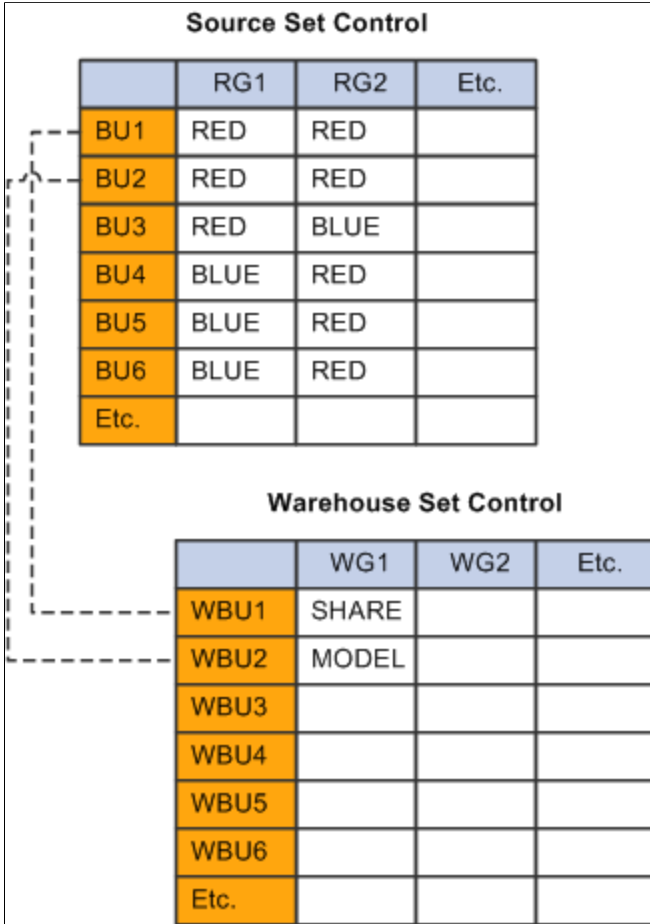 Source Set Control
RG1 RG2 Etc.
BU1 RED RED
BU2 RED RED
BU3 RED BLUE
BU4 BLUE RED
BU5 BLUE RED
BU6 BLUE RED
Etc.
Warehouse Set Control
WG1 WG2 Etc.
WBU1 SHARE
WBU2 MODEL
WBU3
WBU4
WBU5
WBU6
Etc.